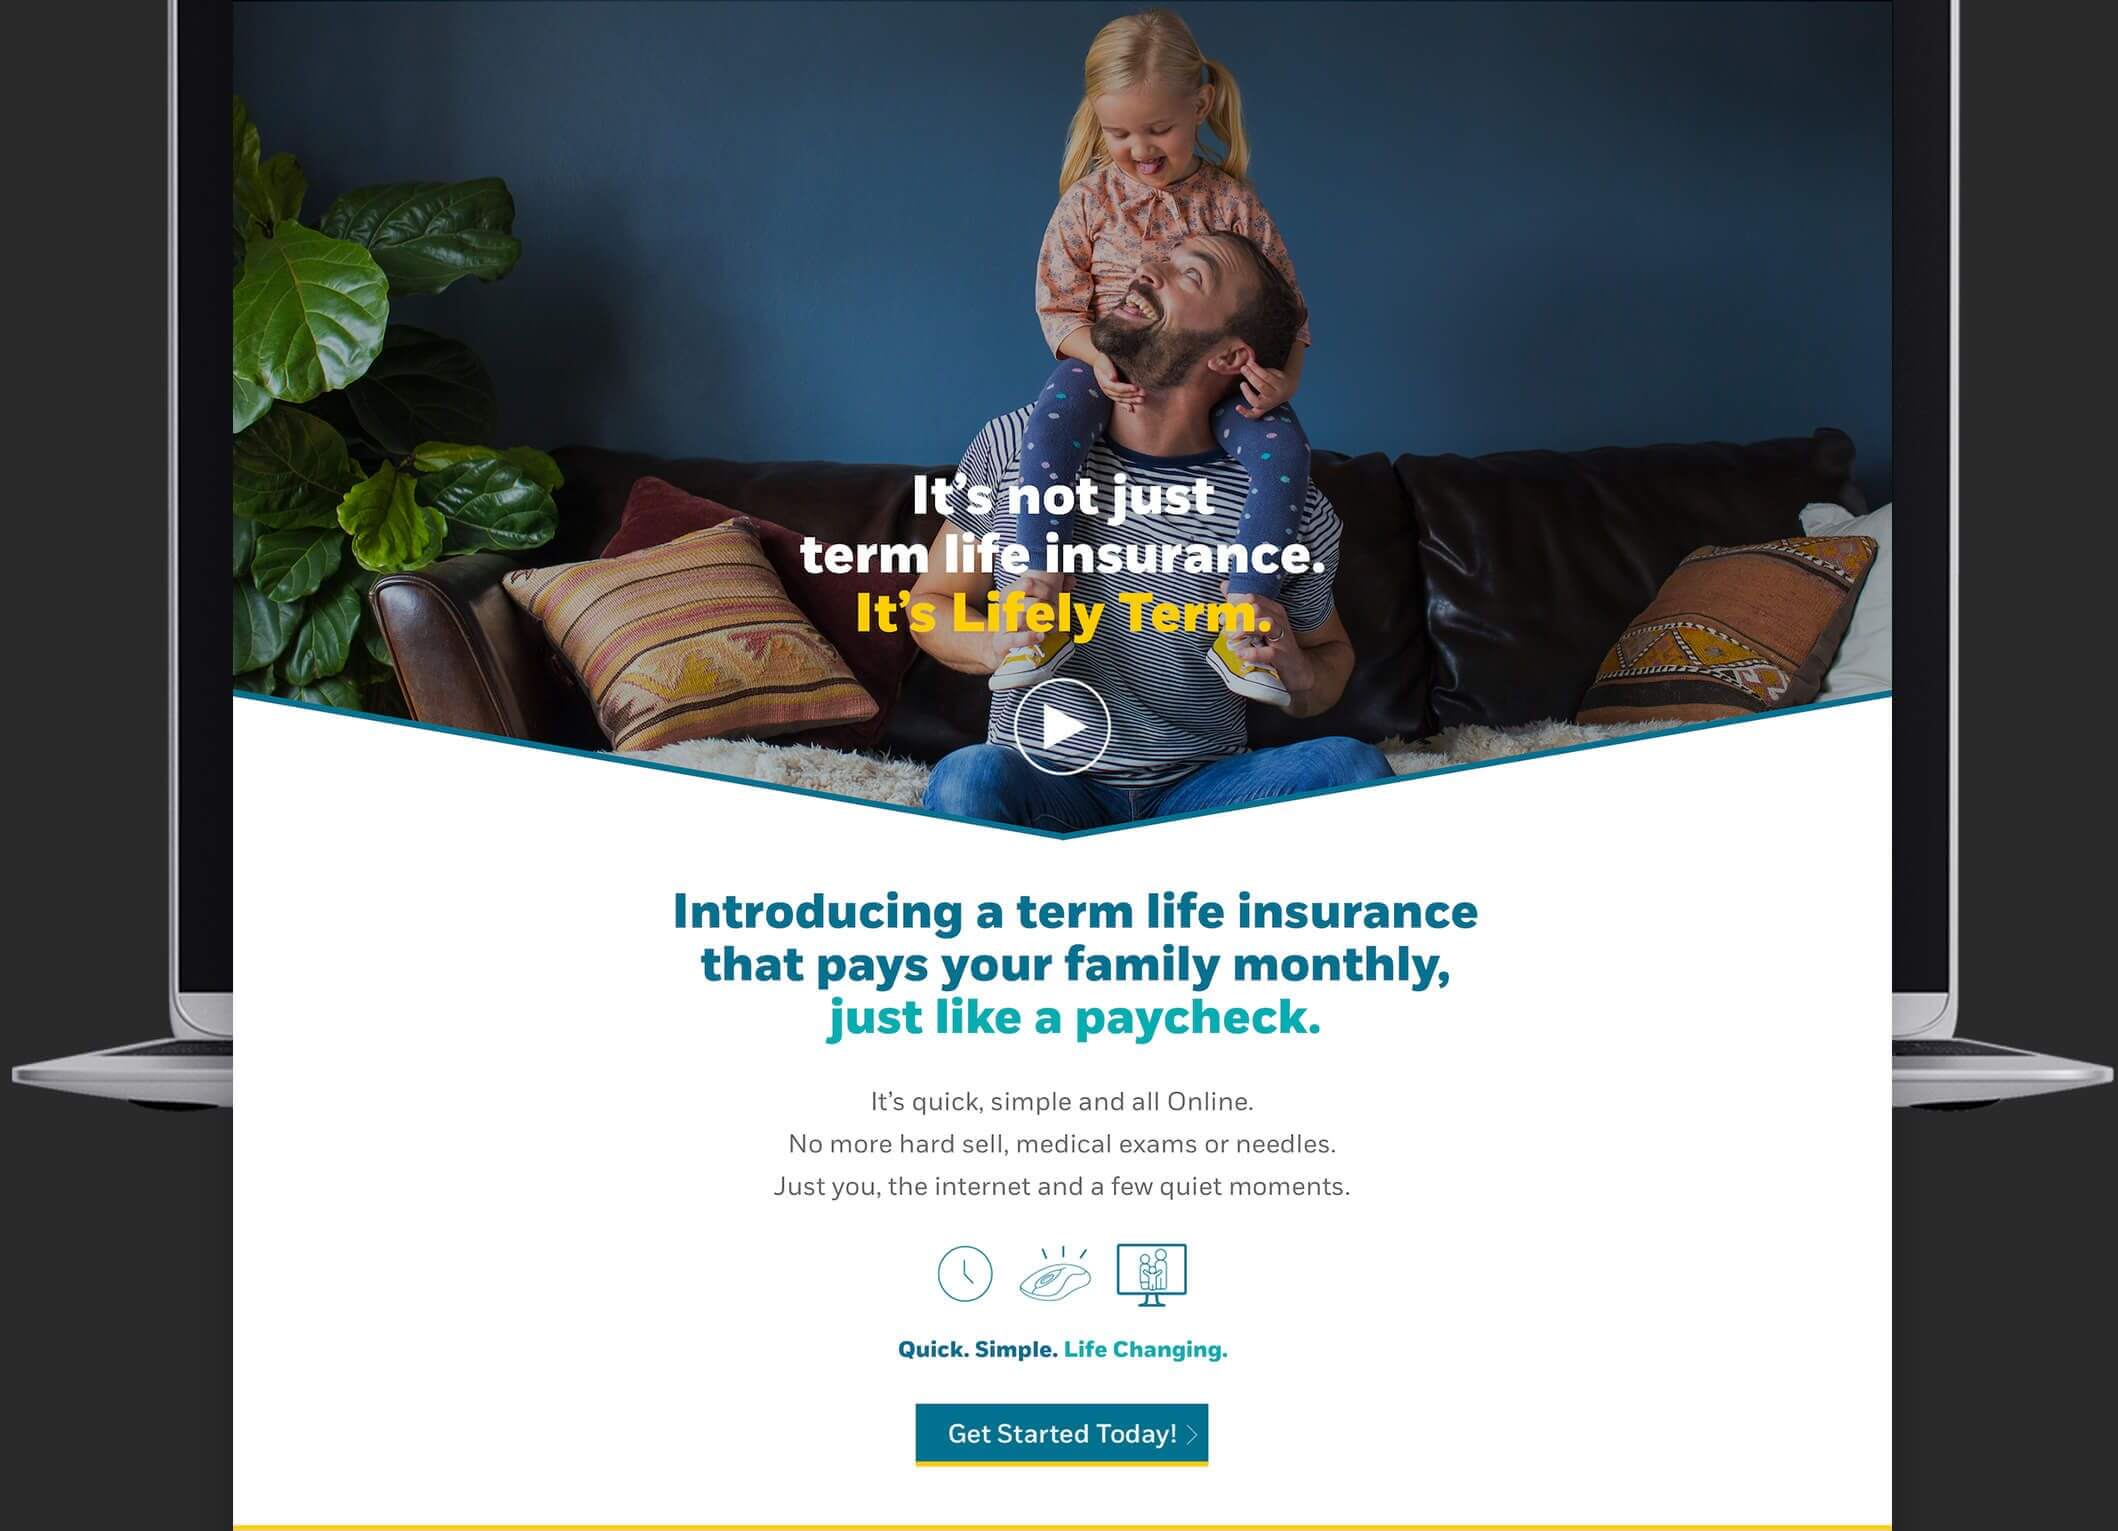 It's not just
term life insurance.
It's Lifely Term.
Introducing a term life insurance
that pays your family monthly,
just like a paycheck.
It's quick, simple and all Online.
No more hard sell, medical exams or needles.
Just you, the internet and a few quiet moments.
Quick. Simple. Life Changing.
Get Started Today!